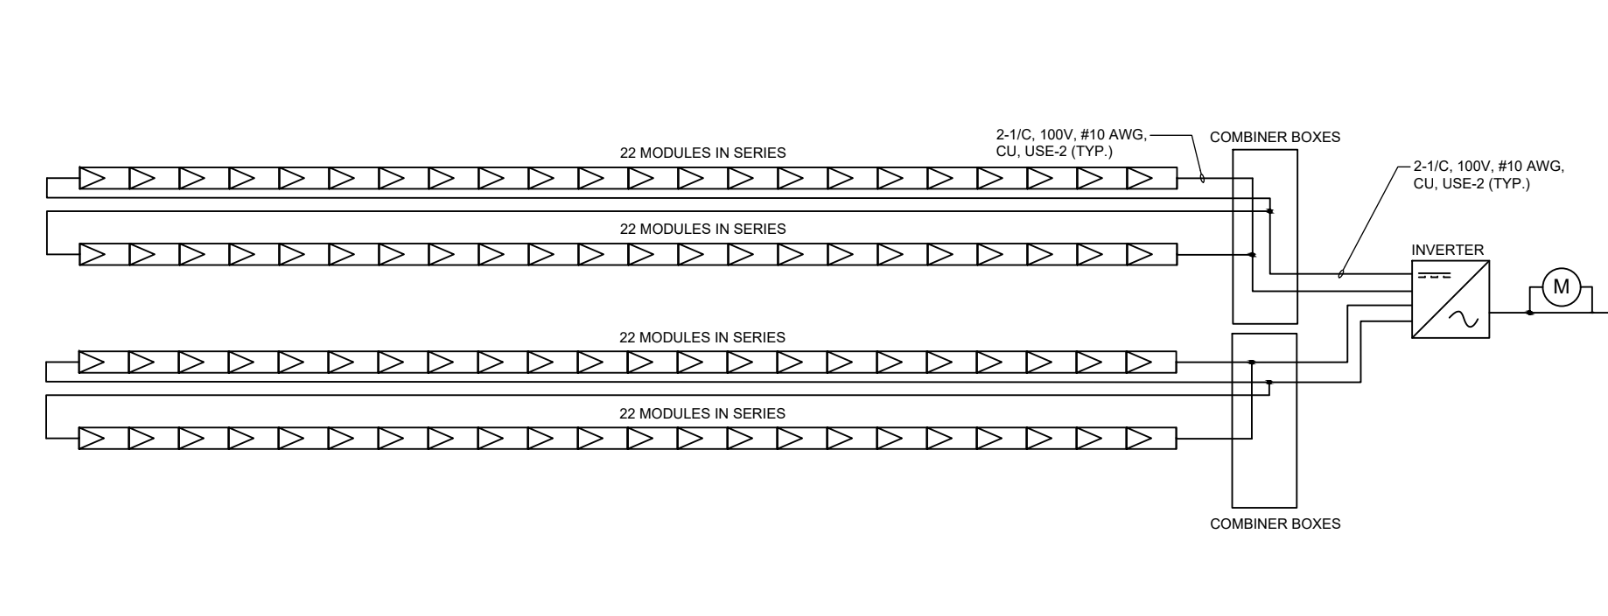 2-1/C, 100V, #10 AWG,
CU, USE-2 (TYP.)
COMBINER BOXES
22 MODULES IN SERIES
2-1/C, 100V, #10 AWG,
CU, USE-2 (TYP.)
22 MODULES IN SERIES
INVERTER
M
22 MODULES IN SERIES
22 MODULES IN SERIES
COMBINER BOXES